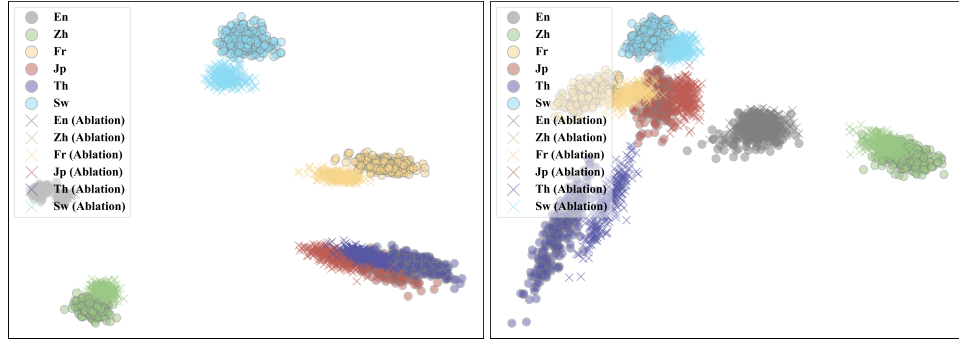 En
Zh
Fr
Jp
Th
Sw
En (Ablation)
Zh (Ablation)
Fr (Ablation)
Jp (Ablation)
Th (Ablation)
Sw (Ablation)
En
Zh
Fr
Jp
Th
Sw
En (Ablation)
Zh (Ablation)
Fr (Ablation)
Jp (Ablation)
Th (Ablation)
Sw (Ablation)